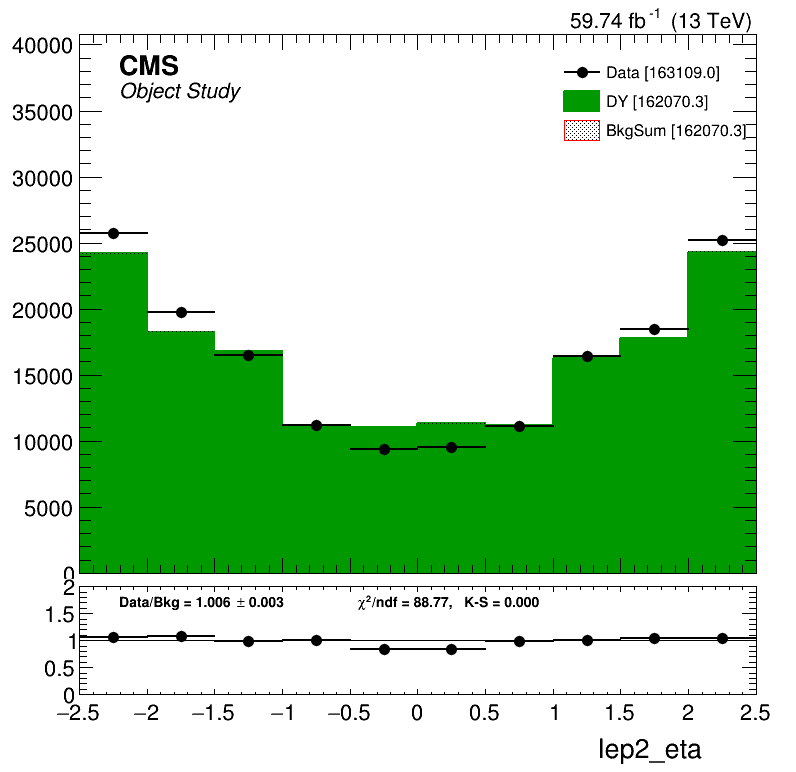 59.74 fb⁻¹ (13 TeV)
CMS
Object Study
Data [163109.0]
DY [162070.3]
BkgSum [162070.3]
40000
35000
30000
25000
20000
15000
10000
5000
0
Data/Bkg = 1.006 ± 0.003
χ²/ndf = 88.77, K-S = 0.000
2
1.5
1
0.5
0
−2.5 −2 −1.5 −1 −0.5 0 0.5 1 1.5 2 2.5
lep2_eta